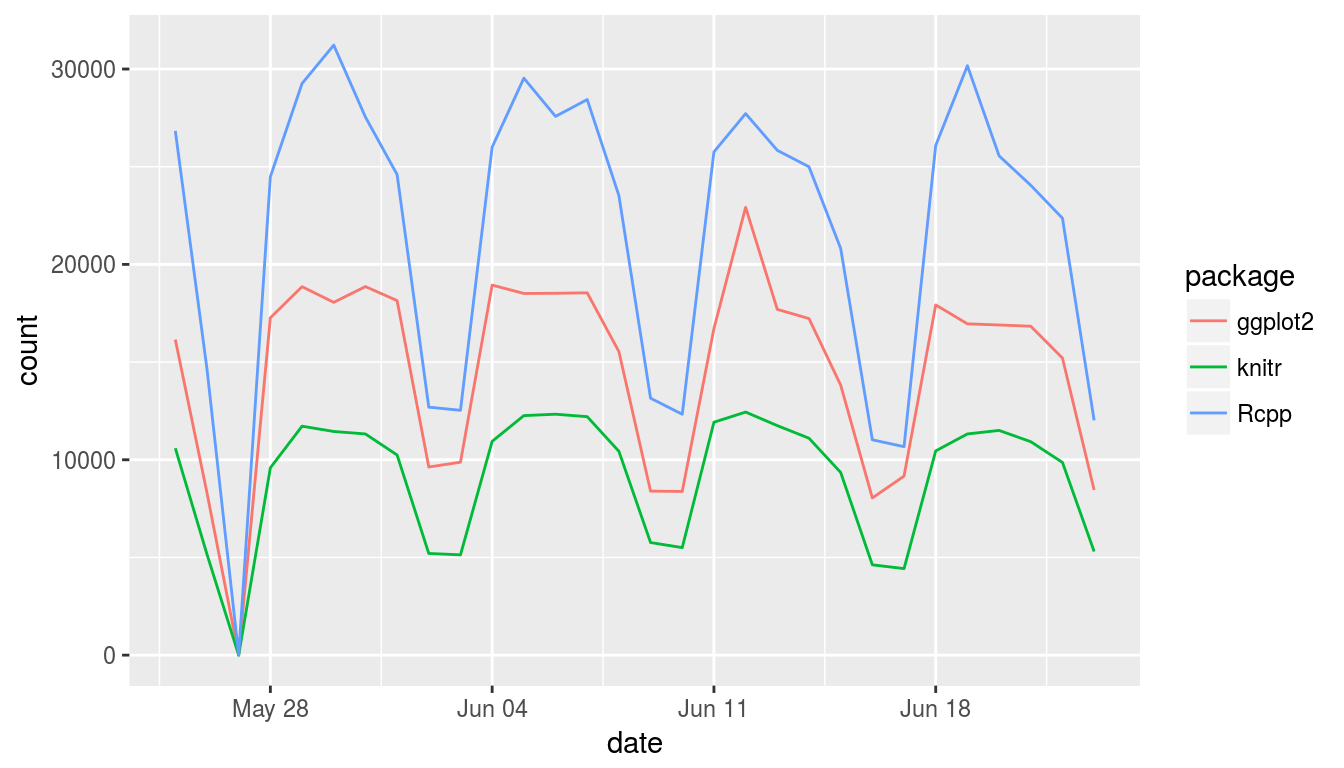 30000
20000
10000
0
count
May 28
Jun 04
Jun 11
Jun 18
date
package
ggplot2
knitr
Rcpp